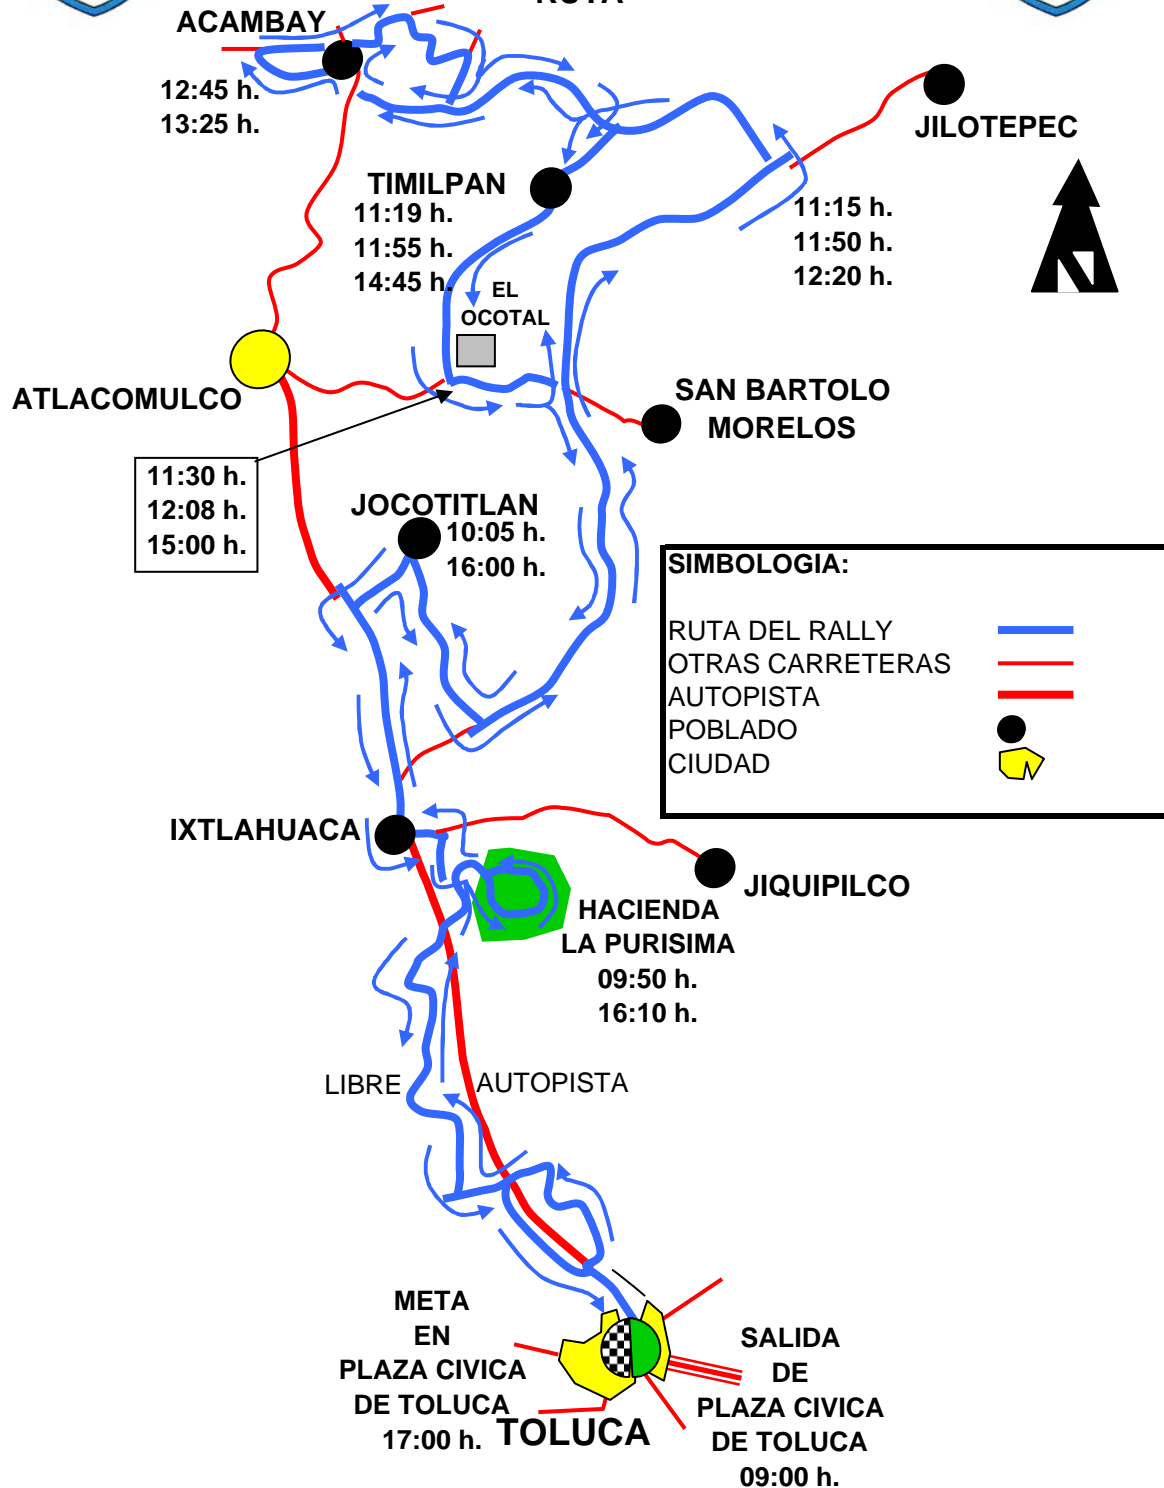 RUTA
ACAMBAY
12:45 h.
13:25 h.
JILOTEPEC
TIMILPAN
11:19 h.
11:55 h.
14:45 h.
11:15 h.
11:50 h.
12:20 h.
N
EL
OCOTAL
ATLACOMULCO
SAN BARTOLO
MORELOS
11:30 h.
12:08 h.
15:00 h.
JOCOTITLAN
10:05 h.
16:00 h.
SIMBOLOGIA:
RUTA DEL RALLY
OTRAS CARRETERAS
AUTOPISTA
POBLADO
CIUDAD
IXTLAHUACA
JIQUIPILCO
HACIENDA
LA PURISIMA
09:50 h.
16:10 h.
LIBRE
AUTOPISTA
META
EN
PLAZA CIVICA
DE TOLUCA
17:00 h.
TOLUCA
SALIDA
DE
PLAZA CIVICA
DE TOLUCA
09:00 h.